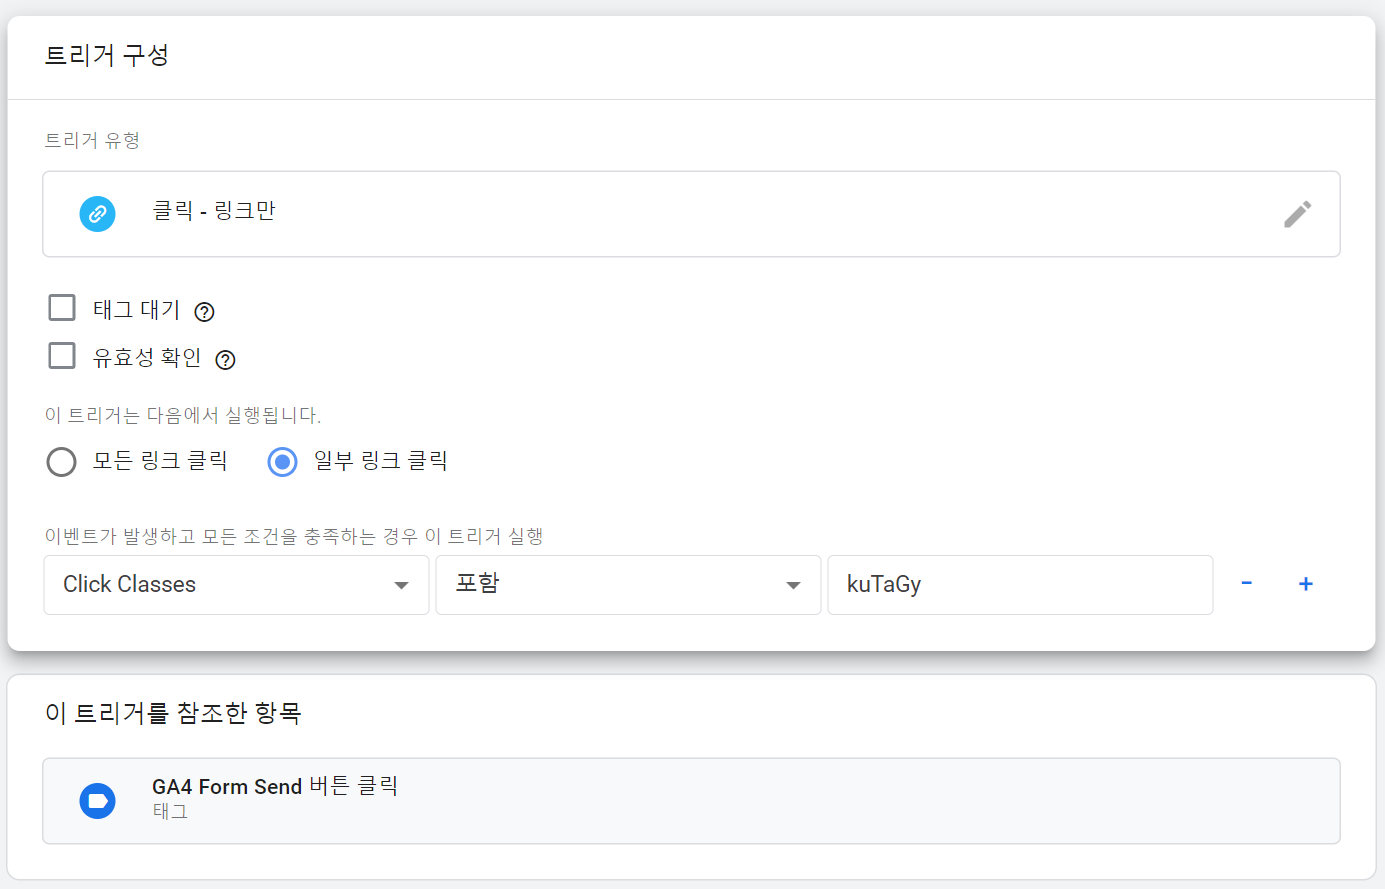 트리거 구성
트리거 유형
클릭 - 링크만
태그 대기
유효성 확인
이 트리거는 다음에서 실행됩니다.
모든 링크 클릭 일부 링크 클릭
이벤트가 발생하고 모든 조건을 충족하는 경우 이 트리거 실행
Click Classes 포함 kuTaGy - +
이 트리거를 참조한 항목
GA4 Form Send 버튼 클릭
태그